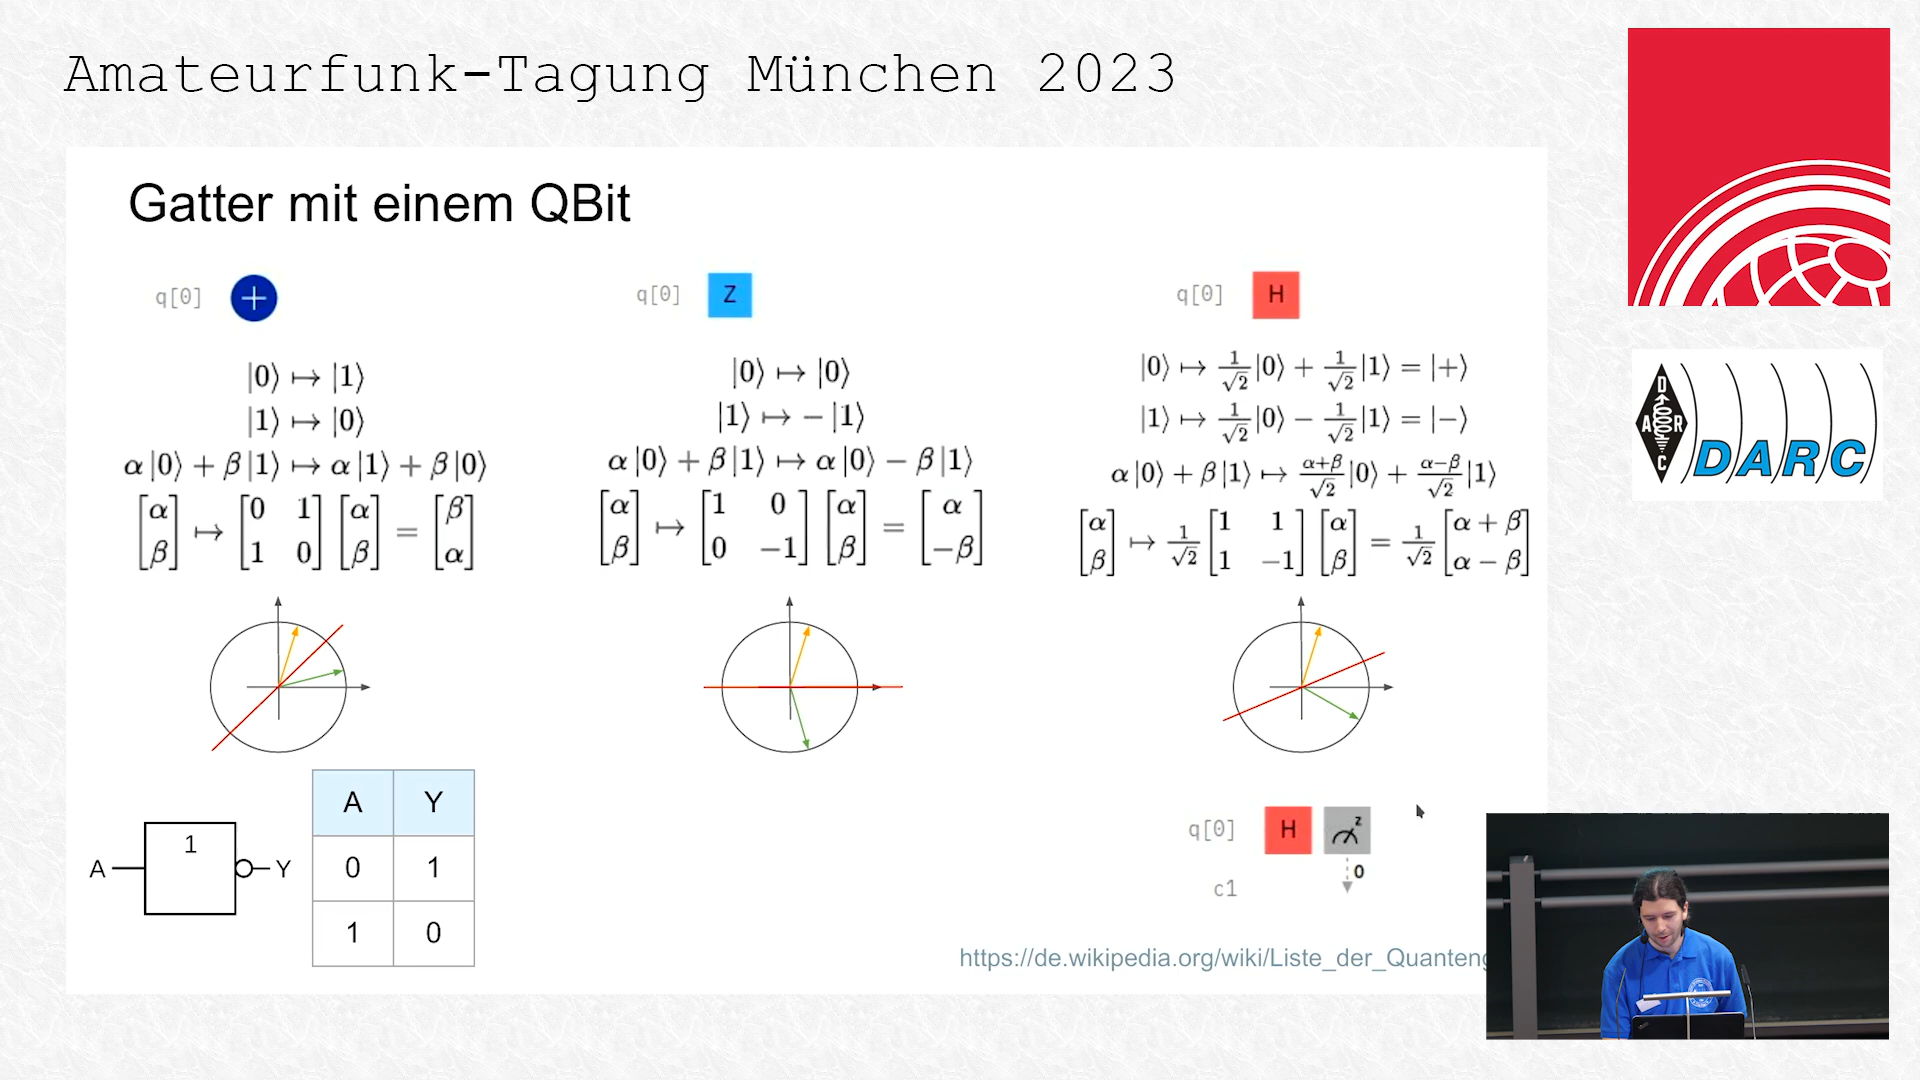 Amateurfunk-Tagung München 2023
Gatter mit einem QBit
q[0] +
|0⟩ ↦ |1⟩
|1⟩ ↦ |0⟩
α|0⟩ + β|1⟩ ↦ α|1⟩ + β|0⟩
[α β] ↦ [0 1 1 0] [α β] = [β α]
q[0] Z
|0⟩ ↦ |0⟩
|1⟩ ↦ −|1⟩
α|0⟩ + β|1⟩ ↦ α|0⟩ − β|1⟩
[α β] ↦ [1 0 0 −1] [α β] = [α −β]
q[0] H
|0⟩ ↦ 1/√2|0⟩ + 1/√2|1⟩ = |+⟩
|1⟩ ↦ 1/√2|0⟩ − 1/√2|1⟩ = |−⟩
α|0⟩ + β|1⟩ ↦ α+β/√2|0⟩ + α−β/√2|1⟩
[α β] ↦ 1/√2 [1 1 1 −1] [α β] = 1/√2 [α + β α − β]
A 1 Y
A Y
0 1
1 0
q[0] H z
0
c1
https://de.wikipedia.org/wiki/Liste_der_Quanteng
D
A R
C
DARC